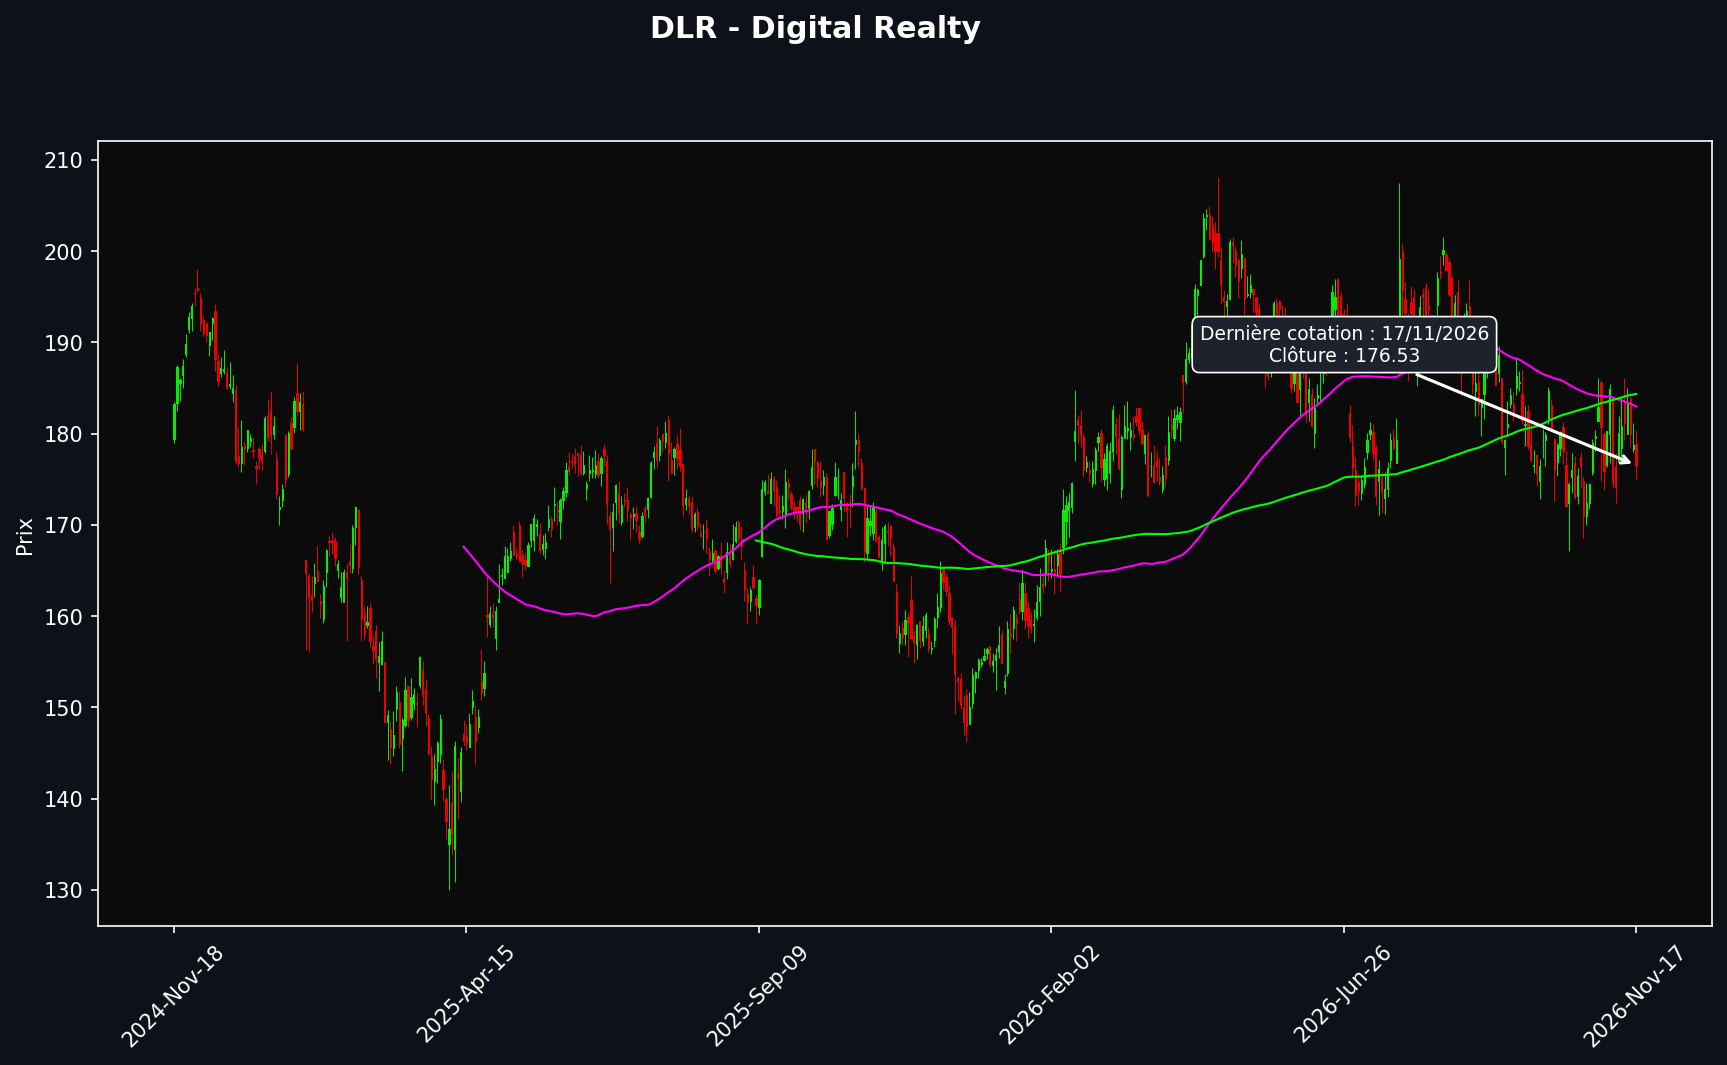 DLR - Digital Realty
Prix
210
200
190
180
170
160
150
140
130
Dernière cotation : 17/11/2026
Clôture : 176.53
2024-Nov-18
2025-Apr-15
2025-Sep-09
2026-Feb-02
2026-Jun-26
2026-Nov-17